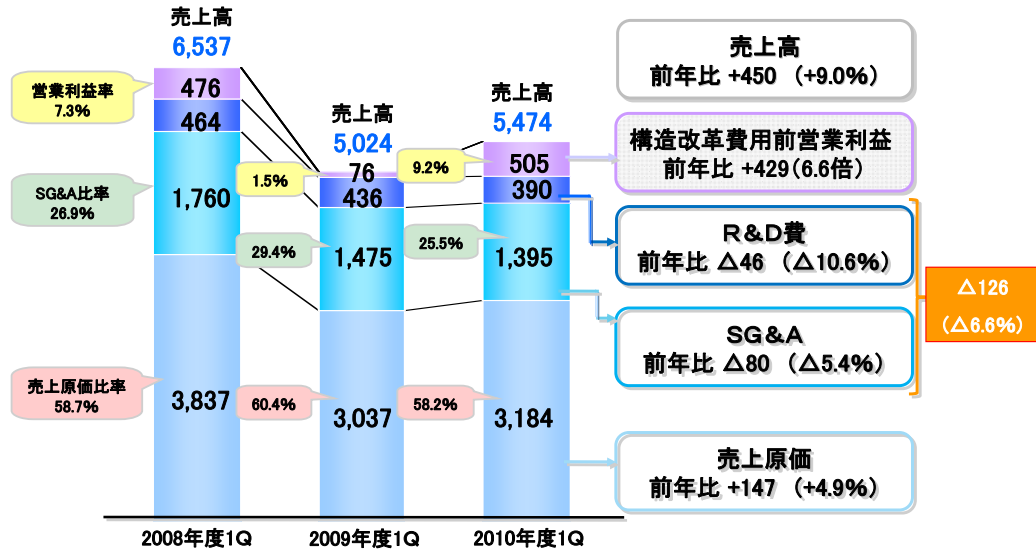 売上高
6,537
営業利益率
7.3%
476
464
SG&A比率
26.9%
1,760
売上原価比率
58.7%
3,837
2008年度1Q
売上高
5,024
1.5%
76
436
29.4%
1,475
60.4%
3,037
2009年度1Q
売上高
5,474
9.2%
505
390
25.5%
1,395
58.2%
3,184
2010年度1Q
売上高
前年比 +450 （+9.0%）
構造改革費用前営業利益
前年比 +429（6.6倍）
R&D費
前年比 △46 （△10.6%）
SG&A
前年比 △80 （△5.4%）
△126
（△6.6%）
売上原価
前年比 +147 （+4.9%）